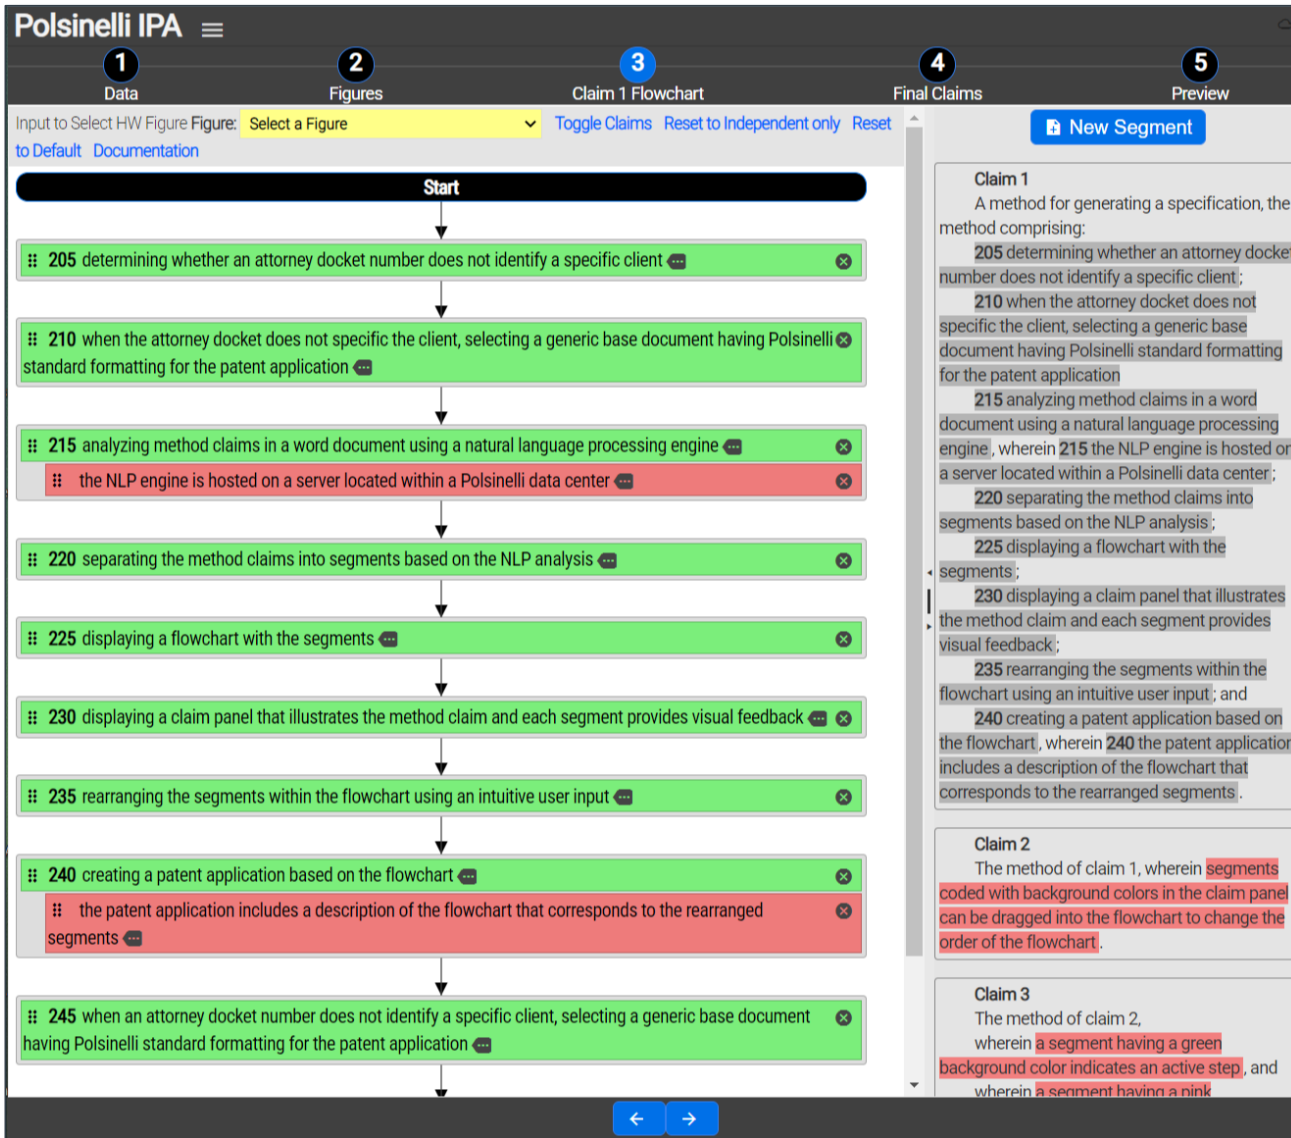 Polsinelli IPA
1 2 3 4 5
Data Figures Claim 1 Flowchart Final Claims Preview
Input to Select HW Figure Figure: Select a Figure Toggle Claims Reset to Independent only Reset
to Default Documentation
Start
205 determining whether an attorney docket number does not identify a specific client
210 when the attorney docket does not specific the client, selecting a generic base document having Polsinelli
standard formatting for the patent application
215 analyzing method claims in a word document using a natural language processing engine
the NLP engine is hosted on a server located within a Polsinelli data center
220 separating the method claims into segments based on the NLP analysis
225 displaying a flowchart with the segments
230 displaying a claim panel that illustrates the method claim and each segment provides visual feedback
235 rearranging the segments within the flowchart using an intuitive user input
240 creating a patent application based on the flowchart
the patent application includes a description of the flowchart that corresponds to the rearranged
segments
245 when an attorney docket number does not identify a specific client, selecting a generic base document
having Polsinelli standard formatting for the patent application
New Segment
Claim 1
A method for generating a specification, the
method comprising:
205 determining whether an attorney docket
number does not identify a specific client;
210 when the attorney docket does not
specific the client, selecting a generic base
document having Polsinelli standard formatting
for the patent application
215 analyzing method claims in a word
document using a natural language processing
engine, wherein 215 the NLP engine is hosted on
a server located within a Polsinelli data center;
220 separating the method claims into
segments based on the NLP analysis;
225 displaying a flowchart with the
segments;
230 displaying a claim panel that illustrates
the method claim and each segment provides
visual feedback;
235 rearranging the segments within the
flowchart using an intuitive user input; and
240 creating a patent application based on
the flowchart, wherein 240 the patent application
includes a description of the flowchart that
corresponds to the rearranged segments.
Claim 2
The method of claim 1, wherein segments
coded with background colors in the claim panel
can be dragged into the flowchart to change the
order of the flowchart.
Claim 3
The method of claim 2,
wherein a segment having a green
background color indicates an active step, and
wherein a segment having a pink